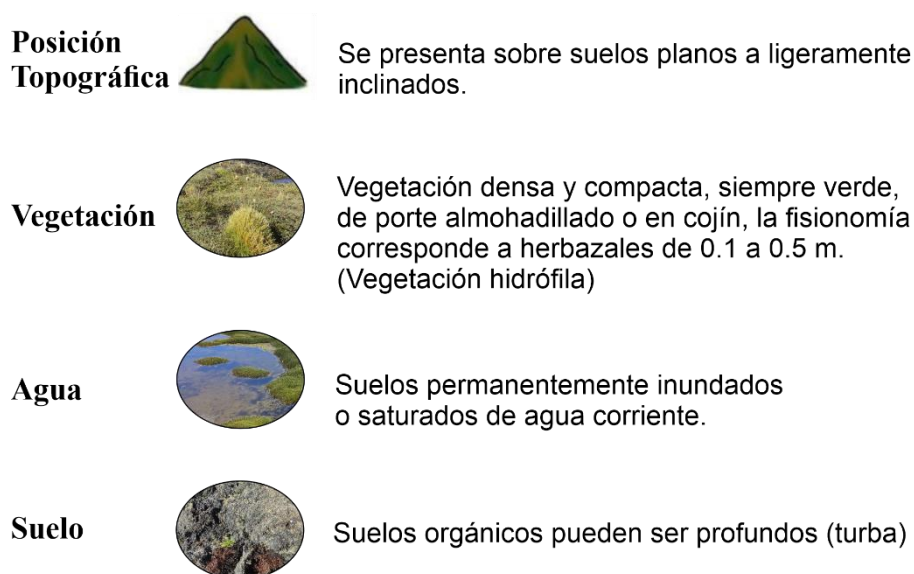 Posición
Topográfica
Se presenta sobre suelos planos a ligeramente
inclinados.
Vegetación
Vegetación densa y compacta, siempre verde,
de porte almohadillado o en cojín, la fisionomía
corresponde a herbazales de 0.1 a 0.5 m.
(Vegetación hidrófila)
Agua
Suelos permanentemente inundados
o saturados de agua corriente.
Suelo
Suelos orgánicos pueden ser profundos (turba)